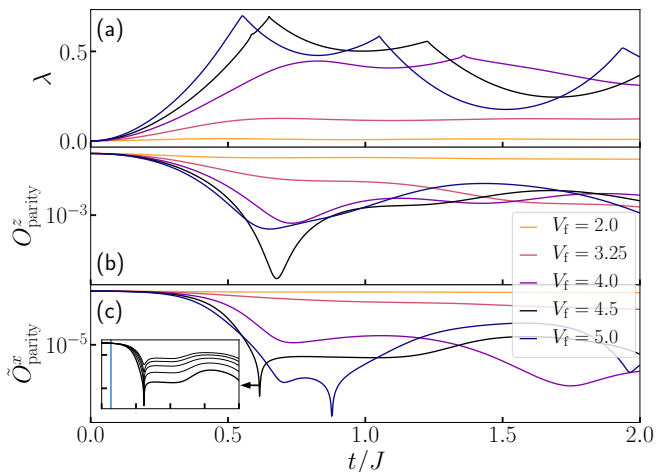 (a)
0.5
λ
0.0
10⁻³
O^z_parity
(b)
V_f = 2.0
V_f = 3.25
V_f = 4.0
V_f = 4.5
V_f = 5.0
(c)
10⁻⁵
Õ^x_parity
0.0 0.5 1.0 1.5 2.0
t/J